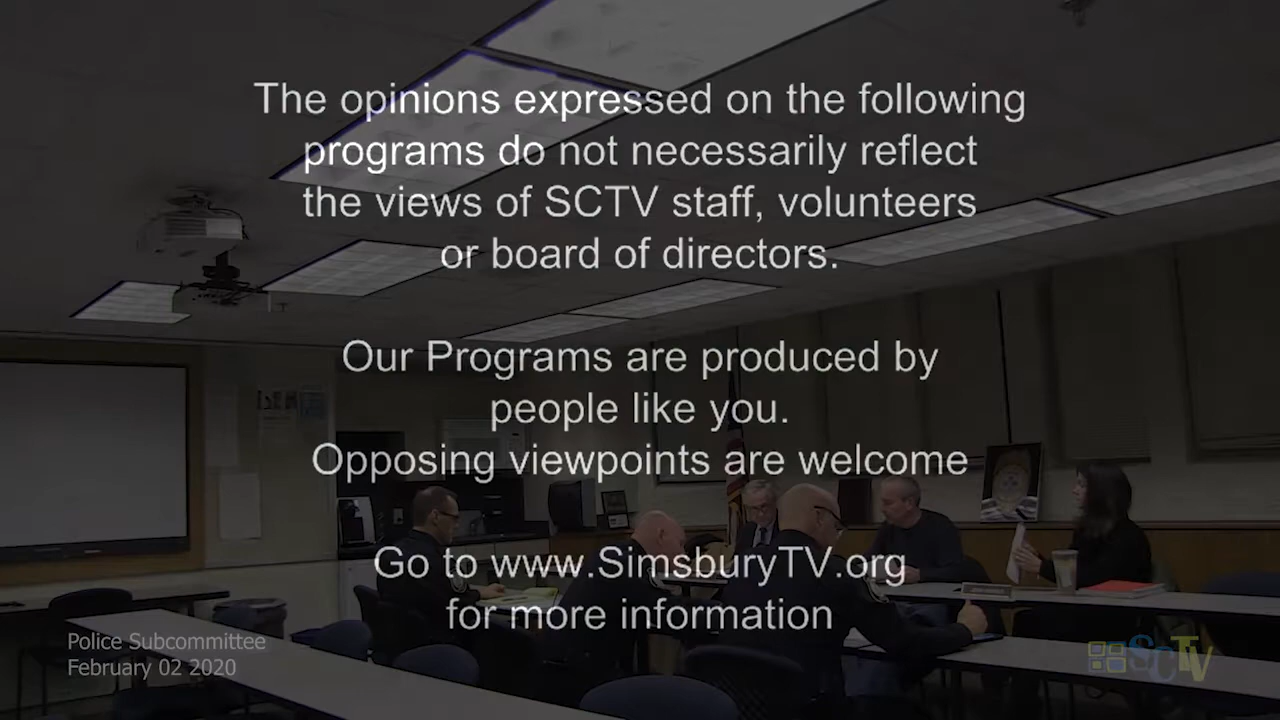 The opinions expressed on the following
programs do not necessarily reflect
the views of SCTV staff, volunteers
or board of directors.
Our Programs are produced by
people like you.
Opposing viewpoints are welcome
Go to www.SimsburyTV.org
for more information
Police Subcommittee
February 02 2020
SCTV